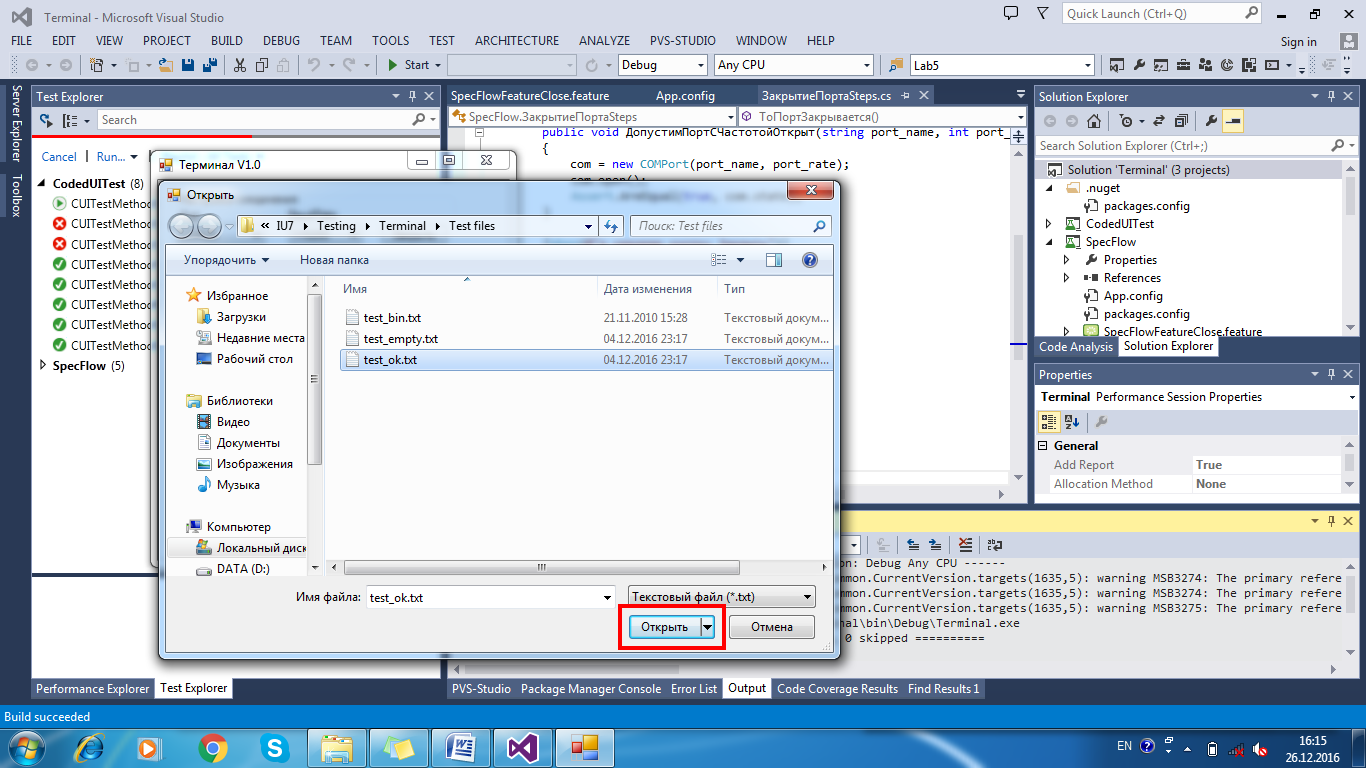 Terminal - Microsoft Visual Studio
Quick Launch (Ctrl+Q)
FILE EDIT VIEW PROJECT BUILD DEBUG TEAM TOOLS TEST ARCHITECTURE ANALYZE PVS-STUDIO WINDOW HELP
Sign in
Start Debug Any CPU Lab5
Server Explorer
Toolbox
Test Explorer
Search
Cancel Run...
CodedUITest (8)
CUITestMethod
CUITestMethod
CUITestMethod
CUITestMethod
CUITestMethod
CUITestMethod
CUITestMethod
CUITestMethod
SpecFlow (5)
Performance Explorer Test Explorer
SpecFlowFeatureClose.feature App.config ЗакрытиеПортаSteps.cs
SpecFlow.ЗакрытиеПортаSteps ТоПортЗакрывается()
public void ДопустимПортСЧастотойОткрыт(string port_name, int port_
{
com = new COMPort(port_name, port_rate);
Терминал V1.0
Открыть
« IU7 Testing Terminal Test files
Поиск: Test files
Упорядочить Новая папка
Избранное
Загрузки
Недавние места
Рабочий стол
Библиотеки
Видео
Документы
Изображения
Музыка
Компьютер
Локальный диск
DATA (D:)
Имя Дата изменения Тип
test_bin.txt 21.11.2010 15:28 Текстовый докум...
test_empty.txt 04.12.2016 23:17 Текстовый докум...
test_ok.txt 04.12.2016 23:17 Текстовый докум...
Имя файла: test_ok.txt Текстовый файл (*.txt)
Открыть Отмена
Solution Explorer
Search Solution Explorer (Ctrl+;)
Solution 'Terminal' (3 projects)
.nuget
packages.config
CodedUITest
SpecFlow
Properties
References
App.config
packages.config
SpecFlowFeatureClose.feature
Code Analysis Solution Explorer
Properties
Terminal Performance Session Properties
General
Add Report True
Allocation Method None
on: Debug Any CPU ------
mmon.CurrentVersion.targets(1635,5): warning MSB3274: The primary refere
mmon.CurrentVersion.targets(1635,5): warning MSB3274: The primary refere
mmon.CurrentVersion.targets(1635,5): warning MSB3275: The primary refere
nal\bin\Debug\Terminal.exe
0 skipped ==========
PVS-Studio Package Manager Console Error List Output Code Coverage Results Find Results 1
Build succeeded
EN
16:15
26.12.2016